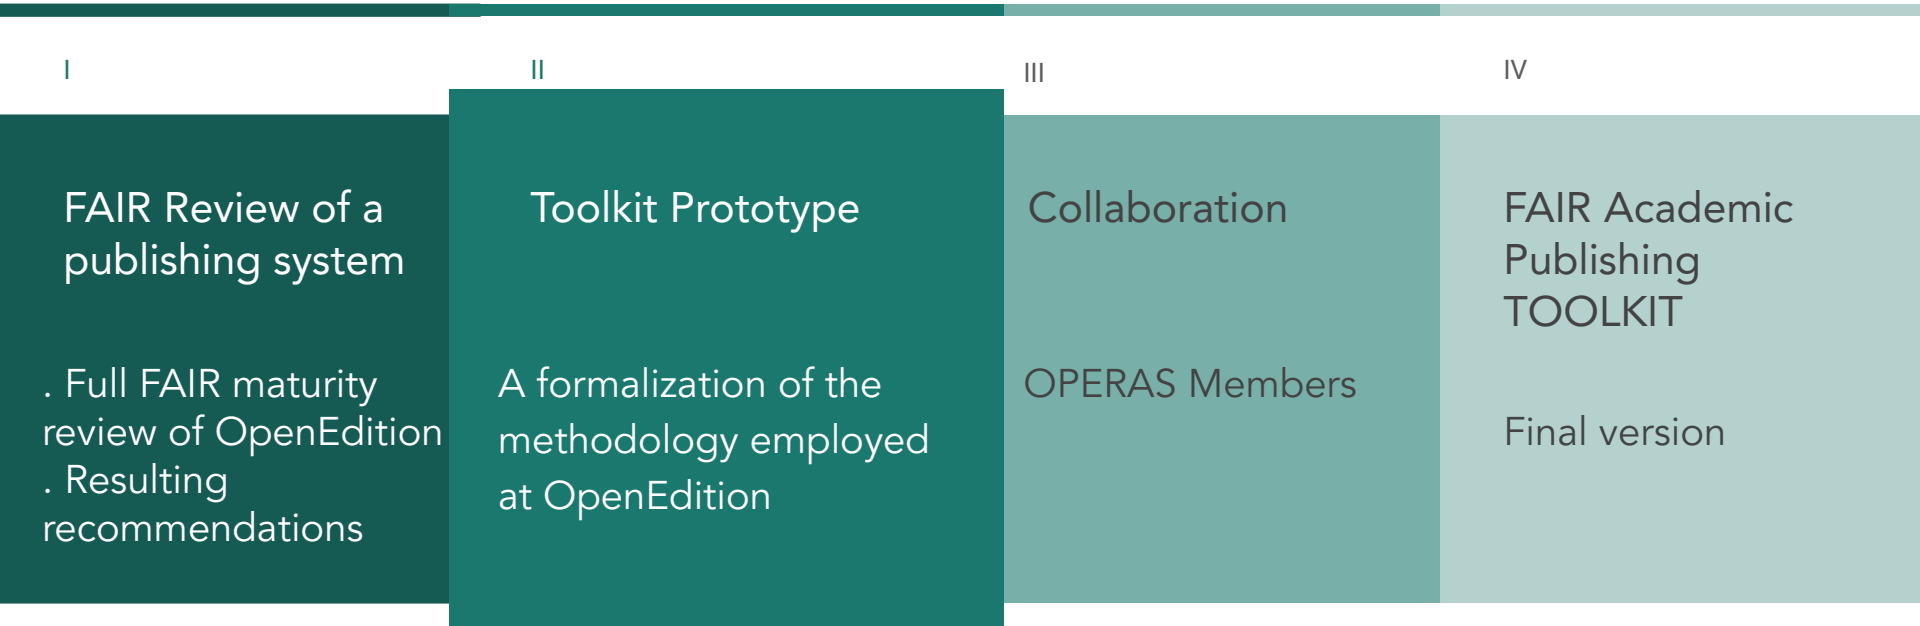 I
FAIR Review of a
publishing system
. Full FAIR maturity
review of OpenEdition
. Resulting
recommendations
II
Toolkit Prototype
A formalization of the
methodology employed
at OpenEdition
III
Collaboration
OPERAS Members
IV
FAIR Academic
Publishing
TOOLKIT
Final version